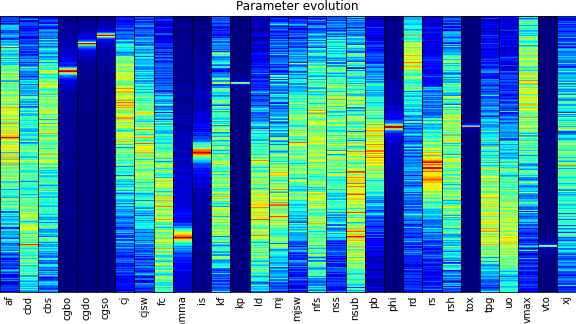 Parameter evolution
af
cbd
cbs
cgbo
cgdo
cgso
cj
cjsw
fc
mma
is
kf
kp
ld
mj
mjsw
nfs
nss
nsub
pb
phi
rd
rs
rsh
tox
tpg
uo
vmax
vto
xj